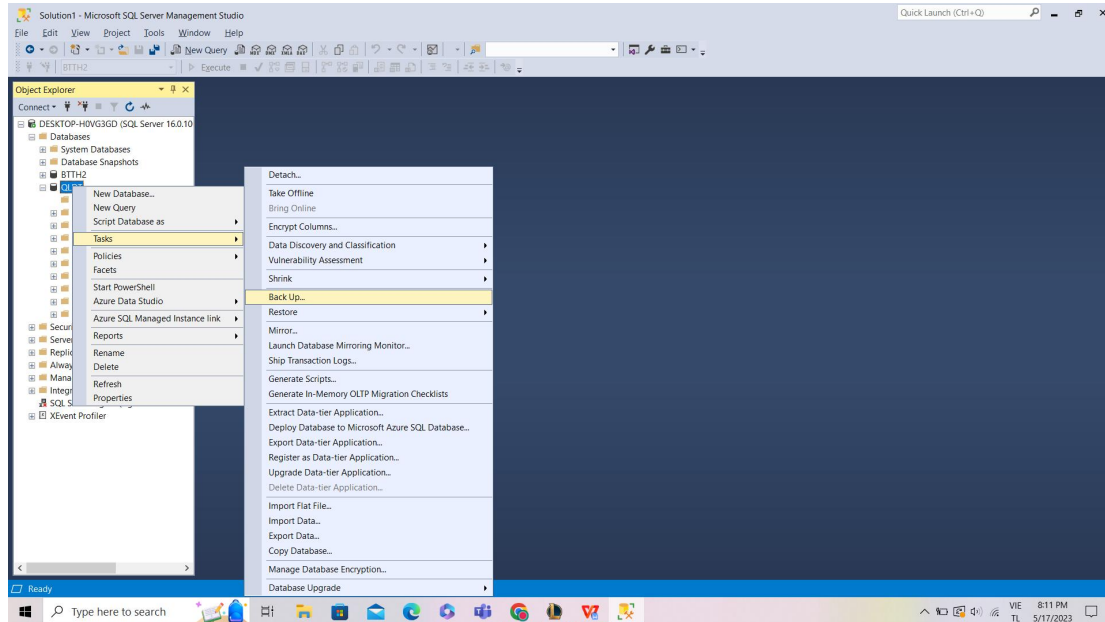 Solution1 - Microsoft SQL Server Management Studio
Quick Launch (Ctrl+Q)
File Edit View Project Tools Window Help
New Query
BTTH2
Execute
Object Explorer
Connect
DESKTOP-H0VG3GD (SQL Server 16.0.10
Databases
System Databases
Database Snapshots
BTTH2
New Database...
New Query
Script Database as
Tasks
Policies
Facets
Start PowerShell
Azure Data Studio
Azure SQL Managed Instance link
Reports
Rename
Delete
Refresh
Properties
Detach...
Take Offline
Bring Online
Encrypt Columns...
Data Discovery and Classification
Vulnerability Assessment
Shrink
Back Up...
Restore
Mirror...
Launch Database Mirroring Monitor...
Ship Transaction Logs...
Generate Scripts...
Generate In-Memory OLTP Migration Checklists
Extract Data-tier Application...
Deploy Database to Microsoft Azure SQL Database...
Export Data-tier Application...
Register as Data-tier Application...
Upgrade Data-tier Application...
Delete Data-tier Application...
Import Flat File...
Import Data...
Export Data...
Copy Database...
Manage Database Encryption...
Database Upgrade
Securi
Server
Replic
Alway
Mana
Integr
SQL S
XEvent Profiler
Ready
Type here to search
VIE 8:11 PM
TL 5/17/2023